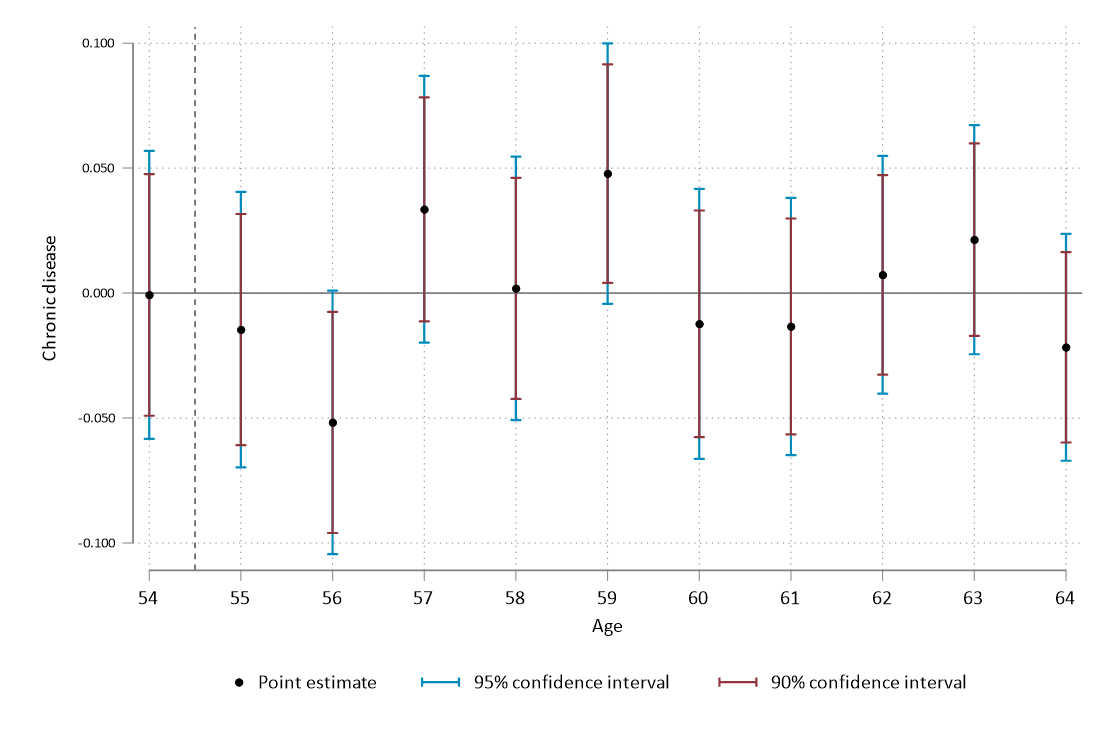 0.100
0.050
0.000
-0.050
-0.100
Chronic disease
54 55 56 57 58 59 60 61 62 63 64
Age
Point estimate 95% confidence interval 90% confidence interval